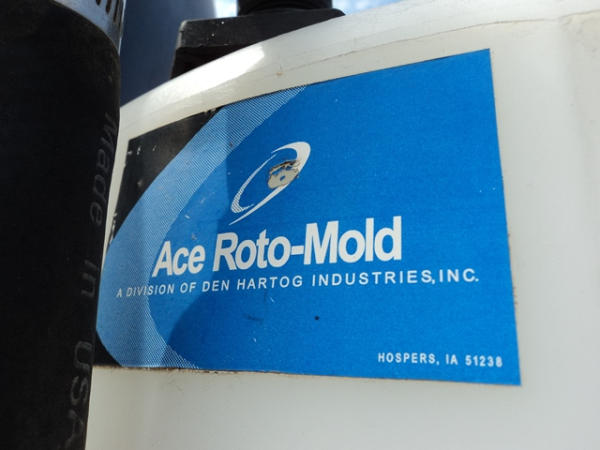 Ace Roto-Mold
A DIVISION OF DEN HARTOG INDUSTRIES, INC.
HOSPERS, IA 51238
Made in USA